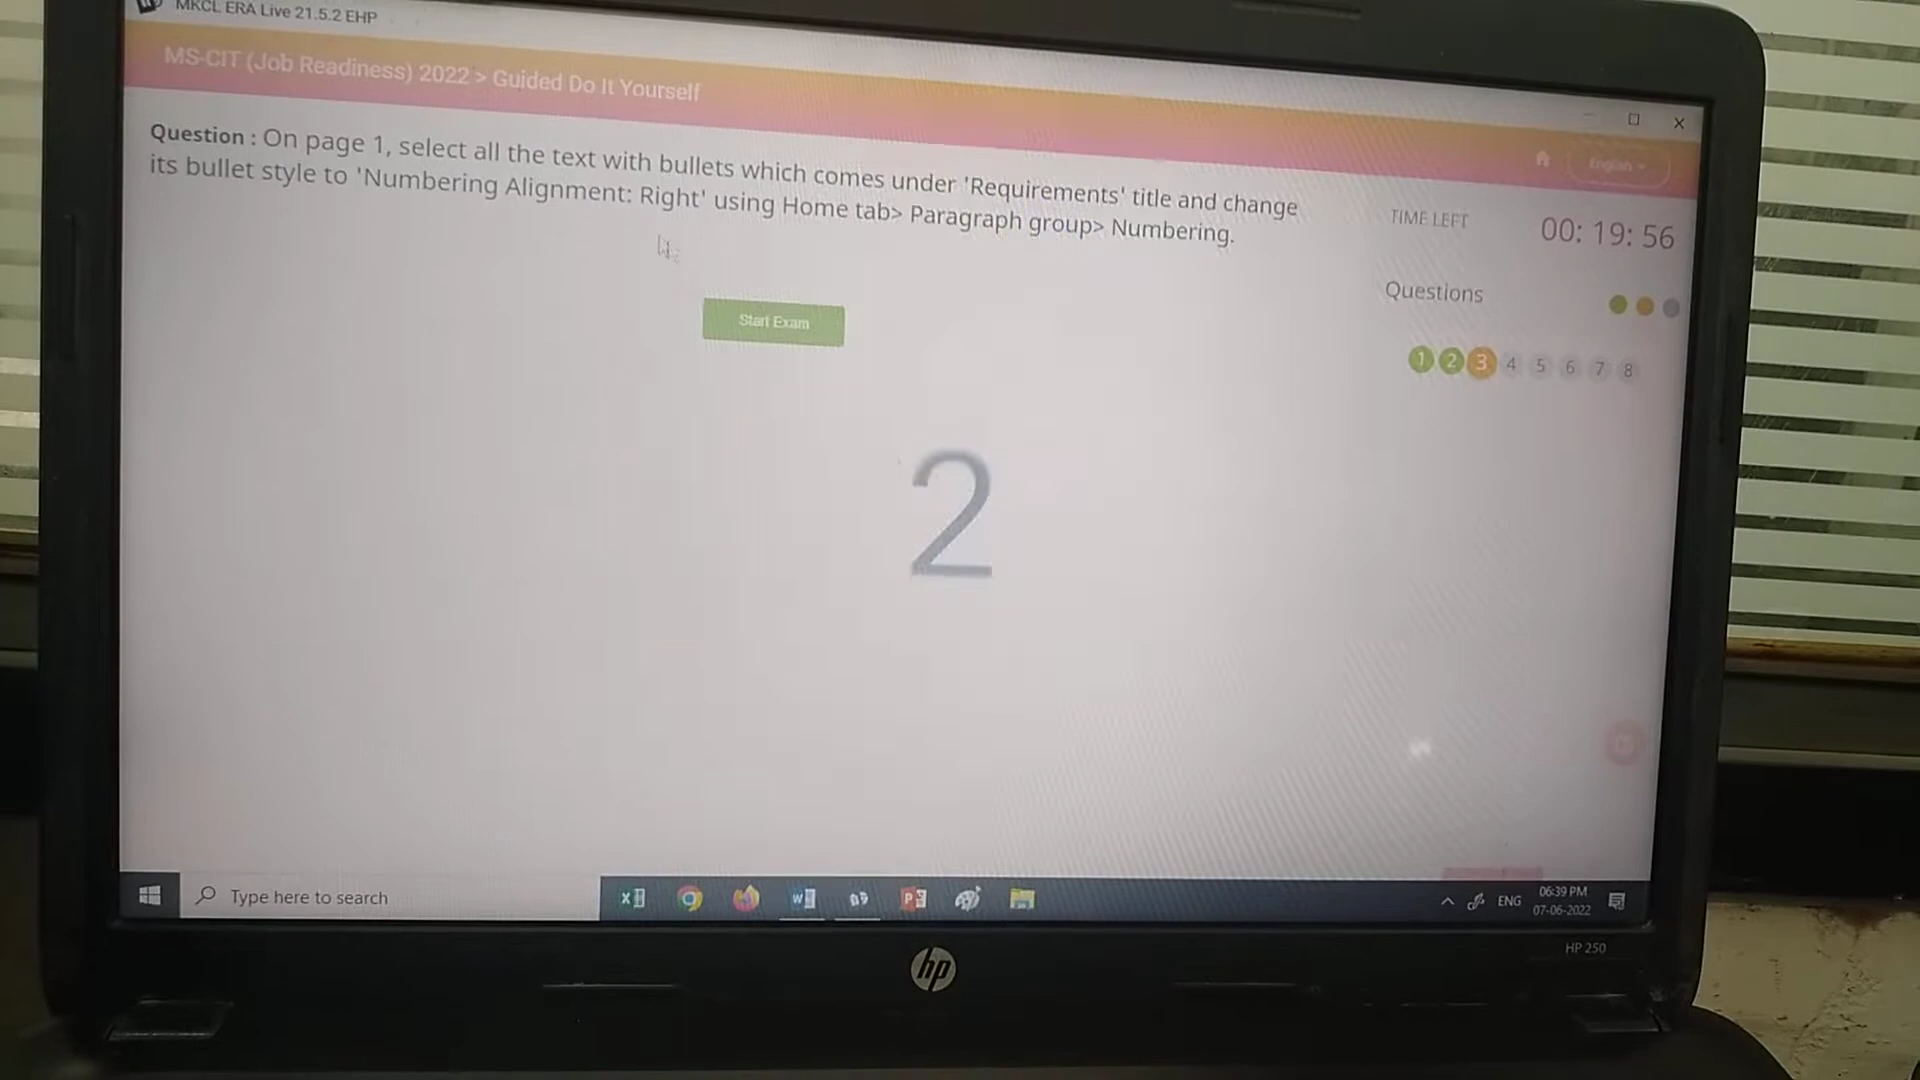 MKCL ERA Live 21.5.2 EHP
MS-CIT (Job Readiness) 2022 > Guided Do It Yourself
English
Question : On page 1, select all the text with bullets which comes under 'Requirements' title and change
its bullet style to 'Numbering Alignment: Right' using Home tab> Paragraph group> Numbering.
TIME LEFT
00: 19: 56
Questions
Start Exam
1 2 3 4 5 6 7 8
2
Type here to search
ENG
06:39 PM
07-06-2022
hp
HP 250